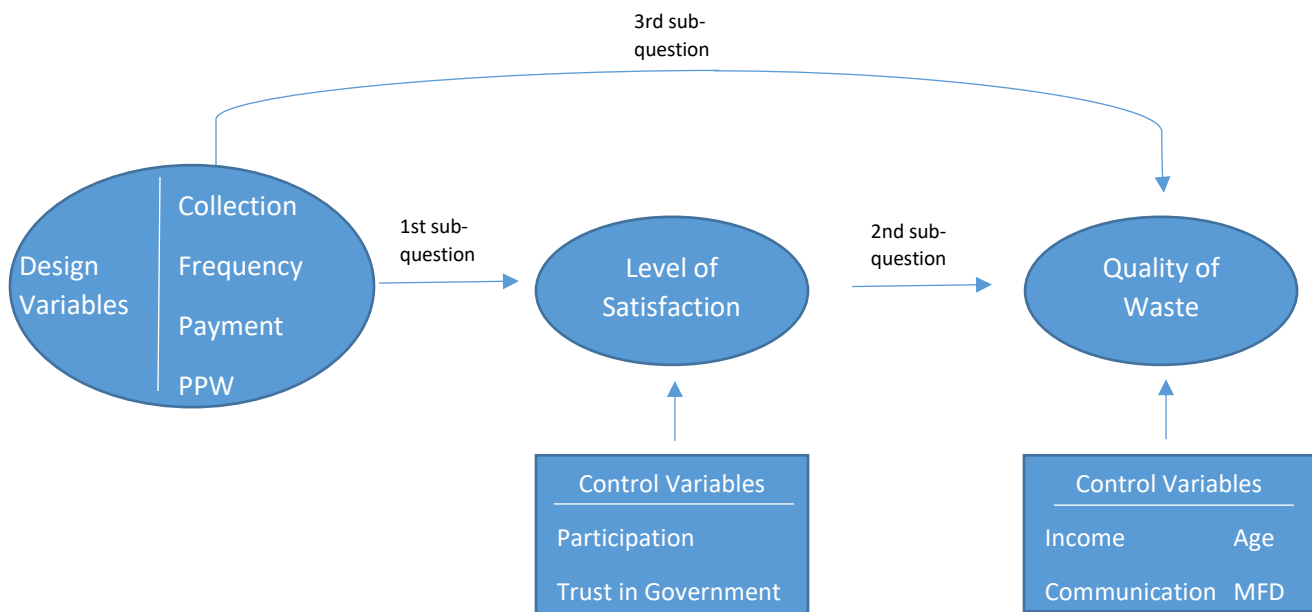 3rd sub-
question
Design
Variables
Collection
Frequency
Payment
PPW
1st sub-
question
Level of
Satisfaction
2nd sub-
question
Quality of
Waste
Control Variables
Participation
Trust in Government
Control Variables
Income Age
Communication MFD